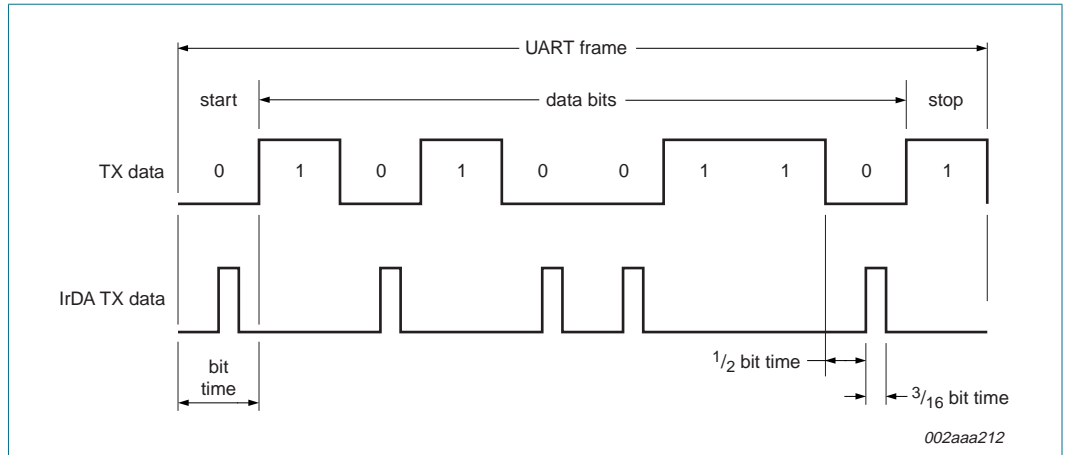 UART frame
start data bits stop
TX data 0 1 0 1 0 0 1 1 0 1
IrDA TX data
1/2 bit time
bit
time
3/16 bit time
002aaa212